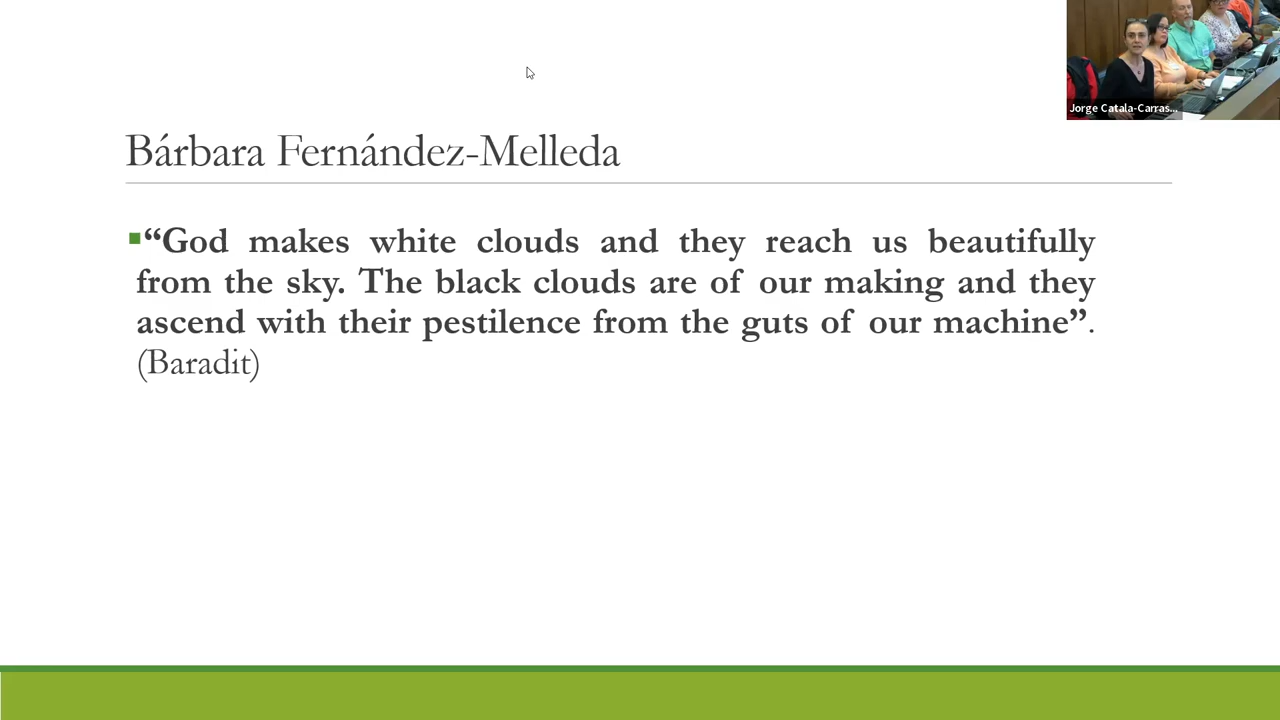 Jorge Catala-Carras...
Bárbara Fernández-Melleda
“God makes white clouds and they reach us beautifully
from the sky. The black clouds are of our making and they
ascend with their pestilence from the guts of our machine”.
(Baradit)